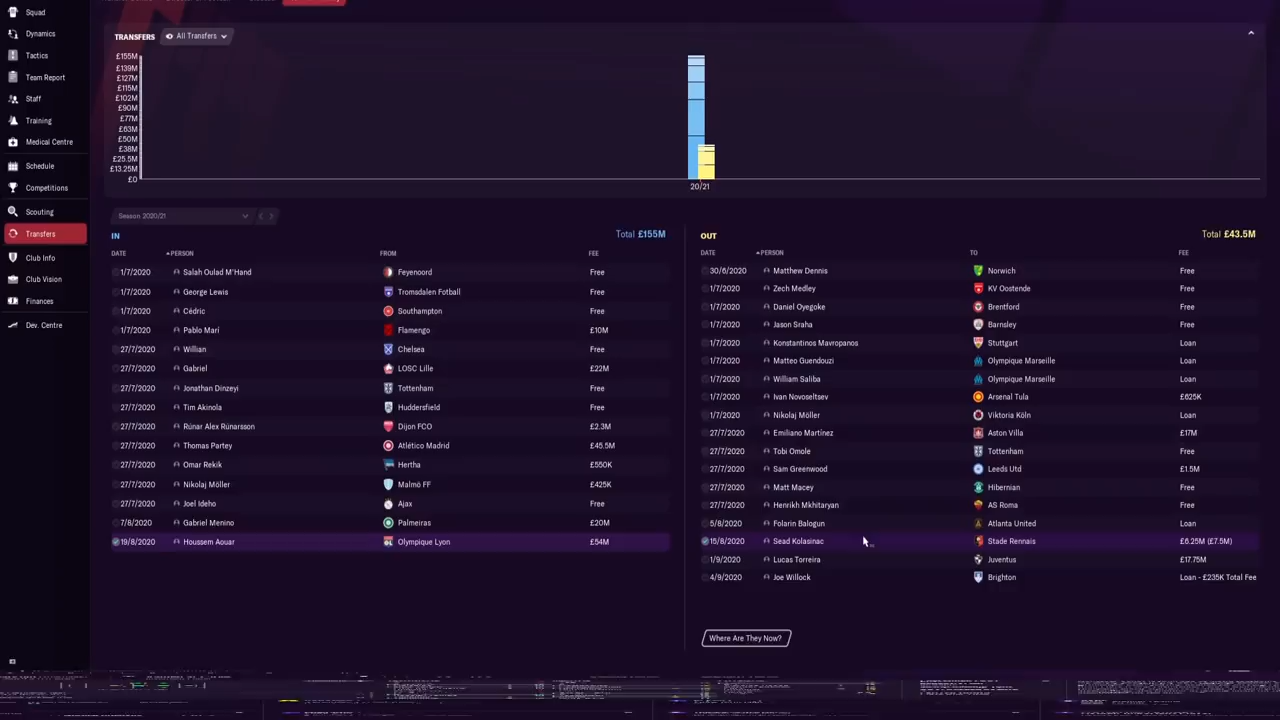 Squad
Dynamics
Tactics
Team Report
Staff
Training
Medical Centre
Schedule
Competitions
Scouting
Transfers
Club Info
Club Vision
Finances
Dev. Centre
TRANSFERS All Transfers
£155M
£139M
£127M
£115M
£102M
£90M
£77M
£63M
£50M
£38M
£25.5M
£13.25M
£0
20/21
Season 2020/21
IN Total £155M
DATE PERSON FROM FEE
1/7/2020 Salah Oulad M'Hand Feyenoord Free
1/7/2020 George Lewis Tromsdalen Fotball Free
1/7/2020 Cédric Southampton Free
1/7/2020 Pablo Marí Flamengo £10M
27/7/2020 Willian Chelsea Free
27/7/2020 Gabriel LOSC Lille £22M
27/7/2020 Jonathan Dinzeyi Tottenham Free
27/7/2020 Tim Akinola Huddersfield Free
27/7/2020 Rúnar Alex Rúnarsson Dijon FCO £2.3M
27/7/2020 Thomas Partey Atlético Madrid £45.5M
27/7/2020 Omar Rekik Hertha £550K
27/7/2020 Nikolaj Möller Malmö FF £425K
27/7/2020 Joel Ideho Ajax Free
7/8/2020 Gabriel Menino Palmeiras £20M
19/8/2020 Houssem Aouar Olympique Lyon £54M
OUT Total £43.5M
DATE PERSON TO FEE
30/6/2020 Matthew Dennis Norwich Free
1/7/2020 Zech Medley KV Oostende Free
1/7/2020 Daniel Oyegoke Brentford Free
1/7/2020 Jason Sraha Barnsley Free
1/7/2020 Konstantinos Mavropanos Stuttgart Loan
1/7/2020 Matteo Guendouzi Olympique Marseille Loan
1/7/2020 William Saliba Olympique Marseille Loan
1/7/2020 Ivan Novoseltsev Arsenal Tula £625K
1/7/2020 Nikolaj Möller Viktoria Köln Loan
27/7/2020 Emiliano Martínez Aston Villa £17M
27/7/2020 Tobi Omole Tottenham Free
27/7/2020 Sam Greenwood Leeds Utd £1.5M
27/7/2020 Matt Macey Hibernian Free
27/7/2020 Henrikh Mkhitaryan AS Roma Free
5/8/2020 Folarin Balogun Atlanta United Loan
15/8/2020 Sead Kolasinac Stade Rennais £6.25M (£7.5M)
1/9/2020 Lucas Torreira Juventus £17.75M
4/9/2020 Joe Willock Brighton Loan - £235K Total Fee
Where Are They Now?